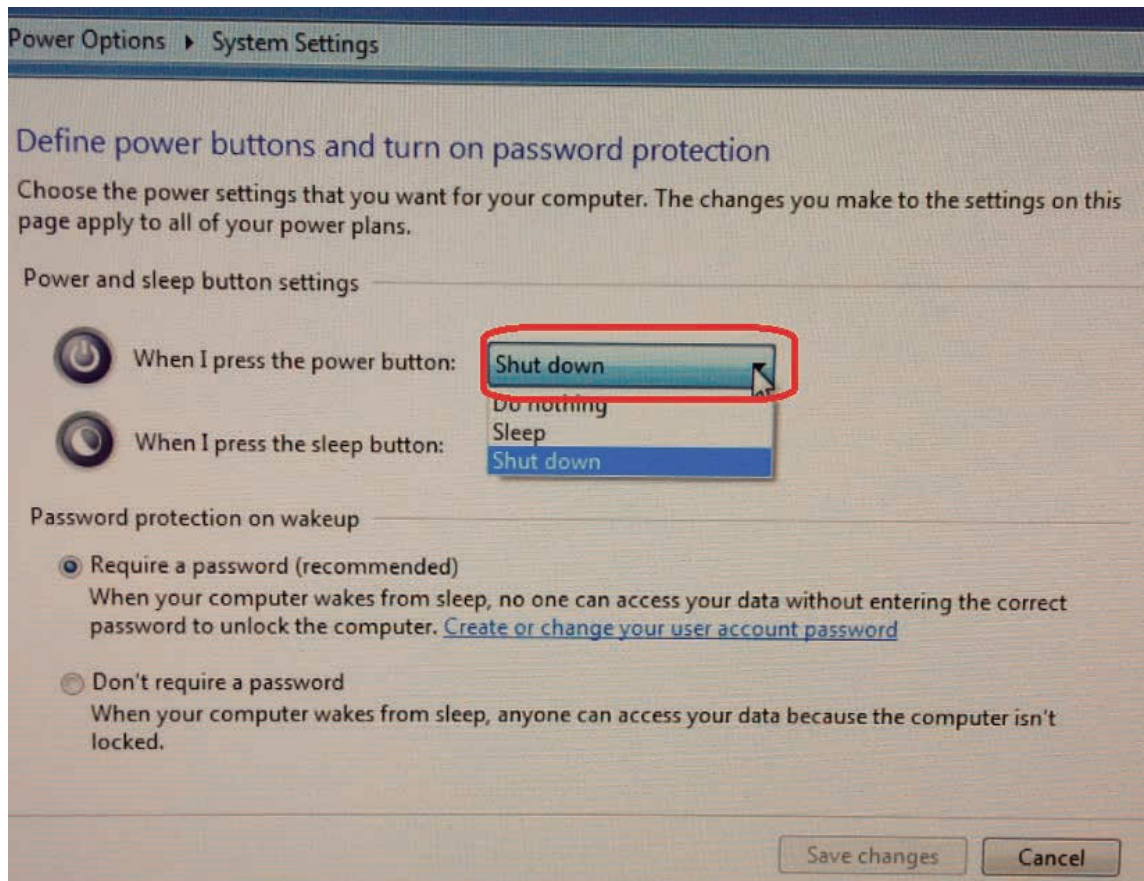 Power Options ▸ System Settings
Define power buttons and turn on password protection
Choose the power settings that you want for your computer. The changes you make to the settings on this
page apply to all of your power plans.
Power and sleep button settings
When I press the power button:
Shut down
Do nothing
Sleep
Shut down
When I press the sleep button:
Password protection on wakeup
Require a password (recommended)
When your computer wakes from sleep, no one can access your data without entering the correct
password to unlock the computer. Create or change your user account password
Don't require a password
When your computer wakes from sleep, anyone can access your data because the computer isn't
locked.
Save changes
Cancel